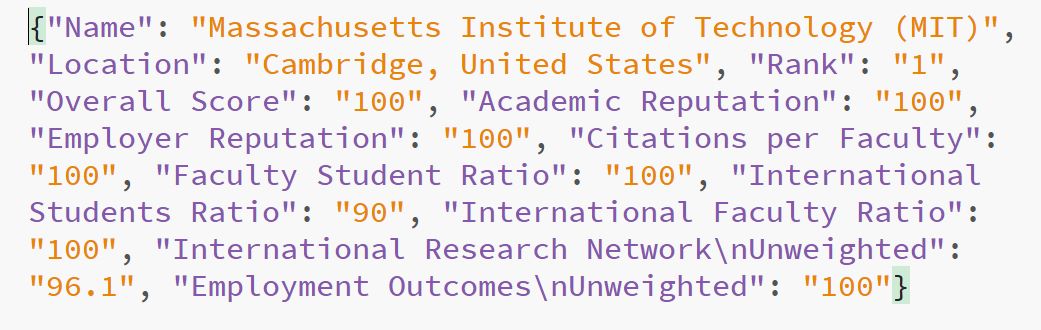 {"Name": "Massachusetts Institute of Technology (MIT)",
"Location": "Cambridge, United States", "Rank": "1",
"Overall Score": "100", "Academic Reputation": "100",
"Employer Reputation": "100", "Citations per Faculty":
"100", "Faculty Student Ratio": "100", "International
Students Ratio": "90", "International Faculty Ratio":
"100", "International Research Network\nUnweighted":
"96.1", "Employment Outcomes\nUnweighted": "100"}